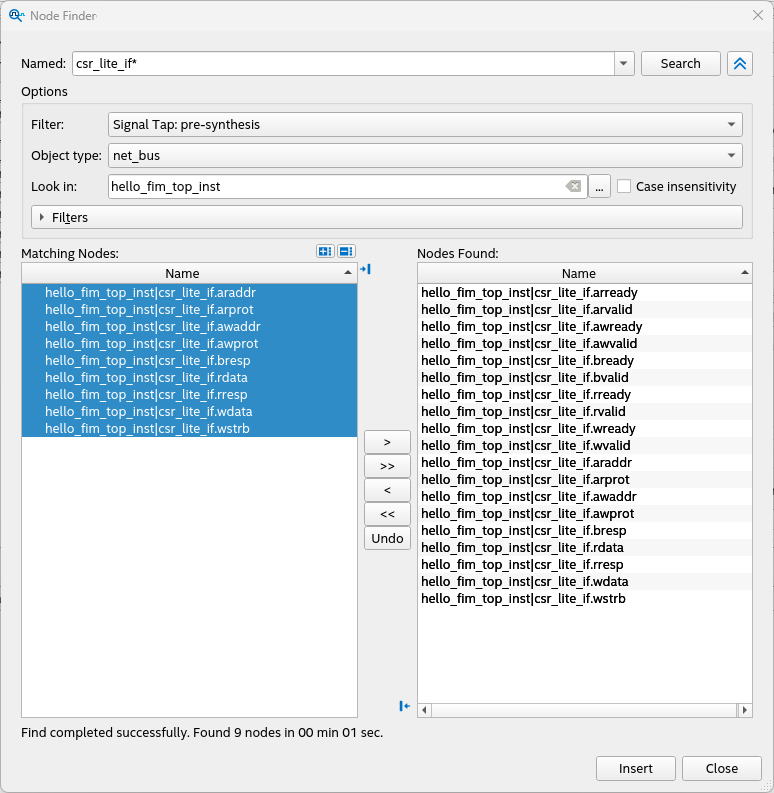 Node Finder
Named: csr_lite_if* Search
Options
Filter: Signal Tap: pre-synthesis
Object type: net_bus
Look in: hello_fim_top_inst ... Case insensitivity
Filters
Matching Nodes:
Name
hello_fim_top_inst|csr_lite_if.araddr
hello_fim_top_inst|csr_lite_if.arprot
hello_fim_top_inst|csr_lite_if.awaddr
hello_fim_top_inst|csr_lite_if.awprot
hello_fim_top_inst|csr_lite_if.bresp
hello_fim_top_inst|csr_lite_if.rdata
hello_fim_top_inst|csr_lite_if.rresp
hello_fim_top_inst|csr_lite_if.wdata
hello_fim_top_inst|csr_lite_if.wstrb
>
>>
<
<<
Undo
Nodes Found:
Name
hello_fim_top_inst|csr_lite_if.arready
hello_fim_top_inst|csr_lite_if.arvalid
hello_fim_top_inst|csr_lite_if.awready
hello_fim_top_inst|csr_lite_if.awvalid
hello_fim_top_inst|csr_lite_if.bready
hello_fim_top_inst|csr_lite_if.bvalid
hello_fim_top_inst|csr_lite_if.rready
hello_fim_top_inst|csr_lite_if.rvalid
hello_fim_top_inst|csr_lite_if.wready
hello_fim_top_inst|csr_lite_if.wvalid
hello_fim_top_inst|csr_lite_if.araddr
hello_fim_top_inst|csr_lite_if.arprot
hello_fim_top_inst|csr_lite_if.awaddr
hello_fim_top_inst|csr_lite_if.awprot
hello_fim_top_inst|csr_lite_if.bresp
hello_fim_top_inst|csr_lite_if.rdata
hello_fim_top_inst|csr_lite_if.rresp
hello_fim_top_inst|csr_lite_if.wdata
hello_fim_top_inst|csr_lite_if.wstrb
Find completed successfully. Found 9 nodes in 00 min 01 sec.
Insert Close